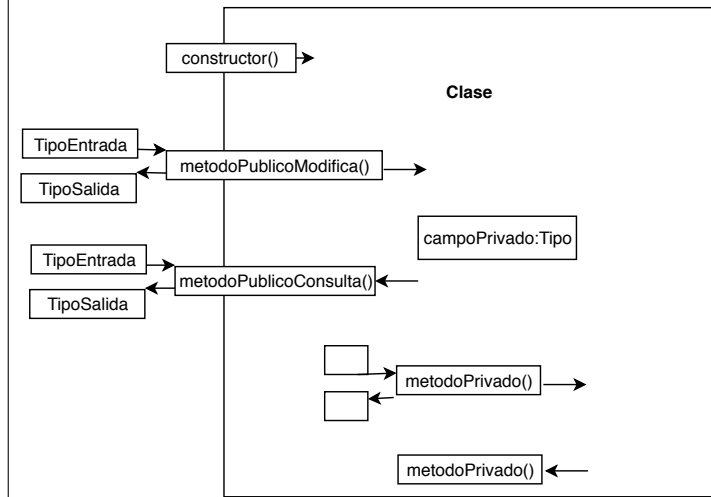 constructor()
Clase
TipoEntrada
metodoPublicoModifica()
TipoSalida
campoPrivado:Tipo
TipoEntrada
metodoPublicoConsulta()
TipoSalida
metodoPrivado()
metodoPrivado()